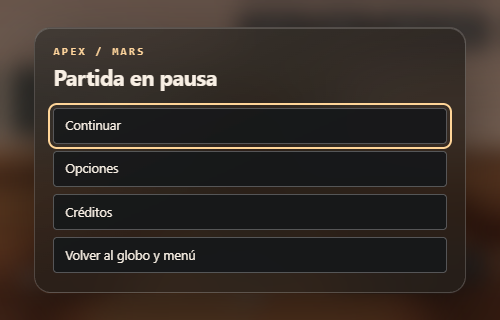 APEX / MARS
Partida en pausa
Continuar
Opciones
Créditos
Volver al globo y menú